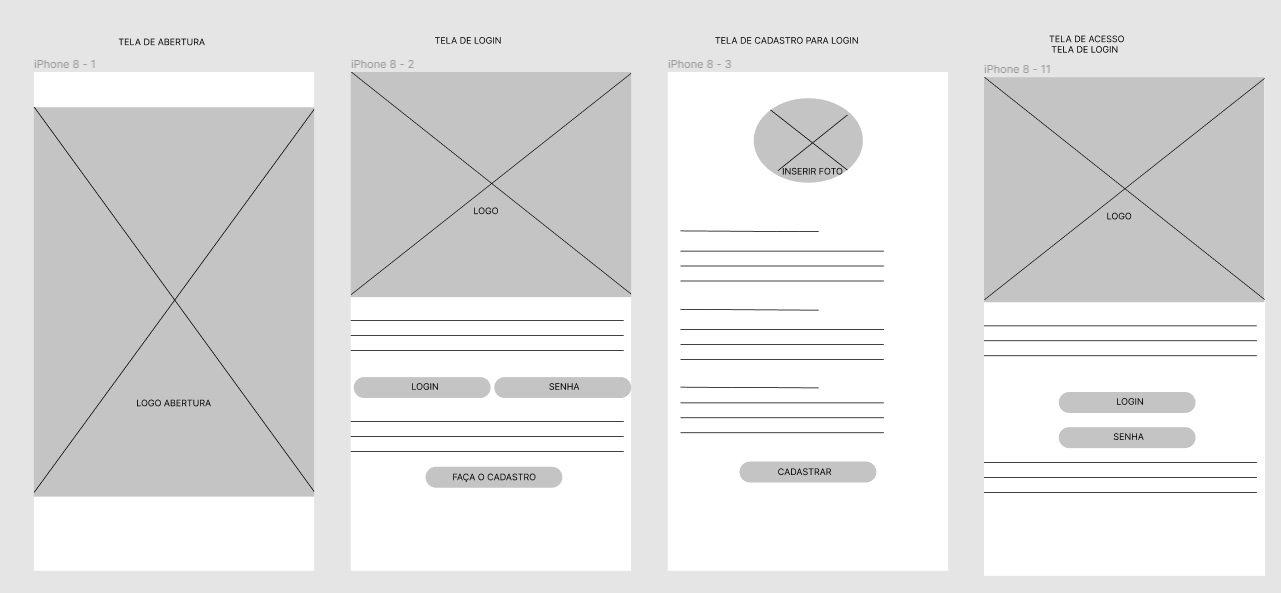 TELA DE ABERTURA
iPhone 8 - 1
LOGO ABERTURA
TELA DE LOGIN
iPhone 8 - 2
LOGO
LOGIN
SENHA
FAÇA O CADASTRO
TELA DE CADASTRO PARA LOGIN
iPhone 8 - 3
INSERIR FOTO
CADASTRAR
TELA DE ACESSO
TELA DE LOGIN
iPhone 8 - 11
LOGO
LOGIN
SENHA